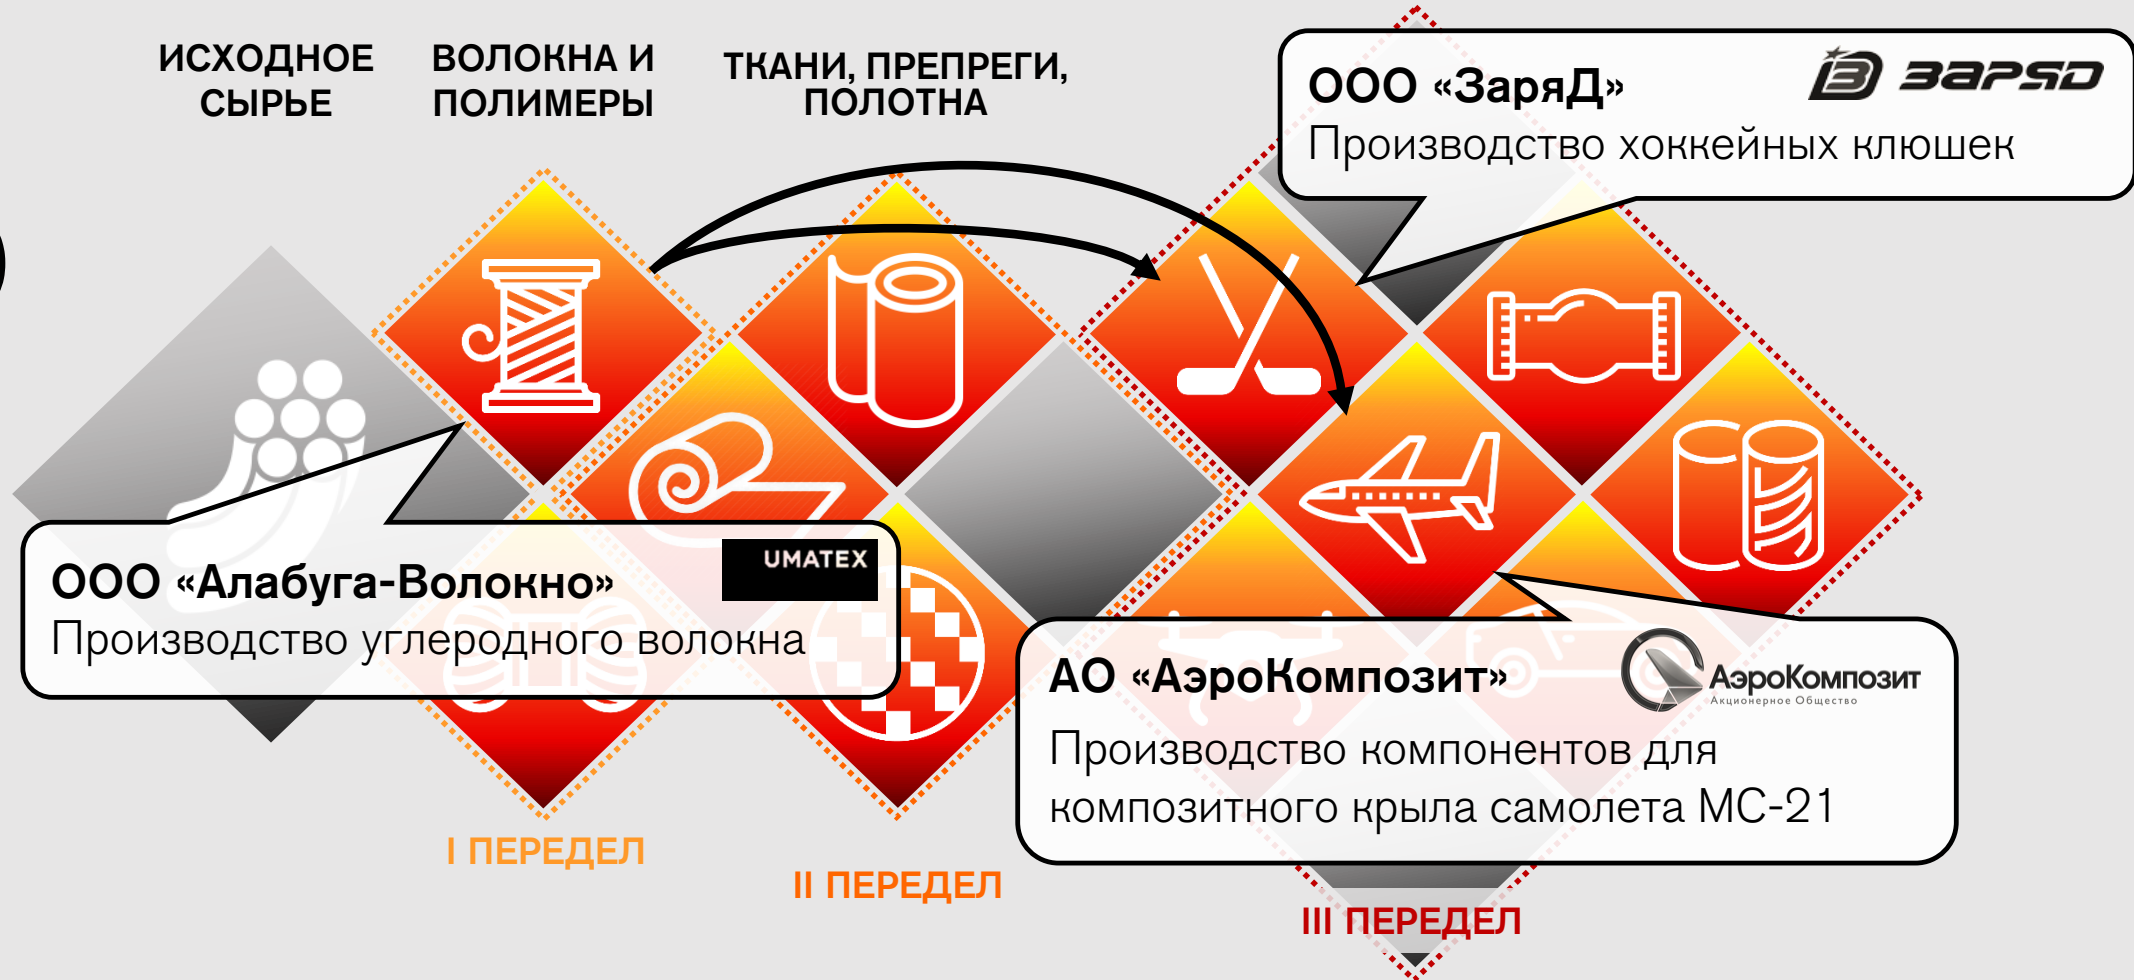 ИСХОДНОЕ
СЫРЬЕ
ВОЛОКНА И
ПОЛИМЕРЫ
ТКАНИ, ПРЕПРЕГИ,
ПОЛОТНА
ООО «ЗаряД»
ЗАРЯД
Производство хоккейных клюшек
ООО «Алабуга-Волокно»
UMATEX
Производство углеродного волокна
АО «АэроКомпозит»
АэроКомпозит
Акционерное Общество
Производство компонентов для
композитного крыла самолета МС-21
I ПЕРЕДЕЛ
II ПЕРЕДЕЛ
III ПЕРЕДЕЛ